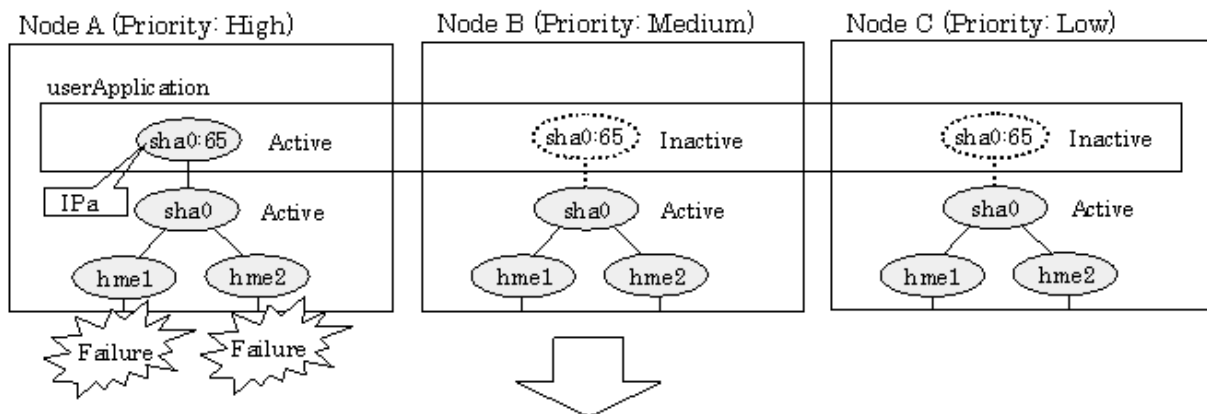 Node A (Priority: High)
Node B (Priority: Medium)
Node C (Priority: Low)
userApplication
sha0:65 Active
sha0:65 Inactive
sha0:65 Inactive
IPa
sha0 Active
sha0 Active
sha0 Active
hme1 hme2
hme1 hme2
hme1 hme2
Failure Failure